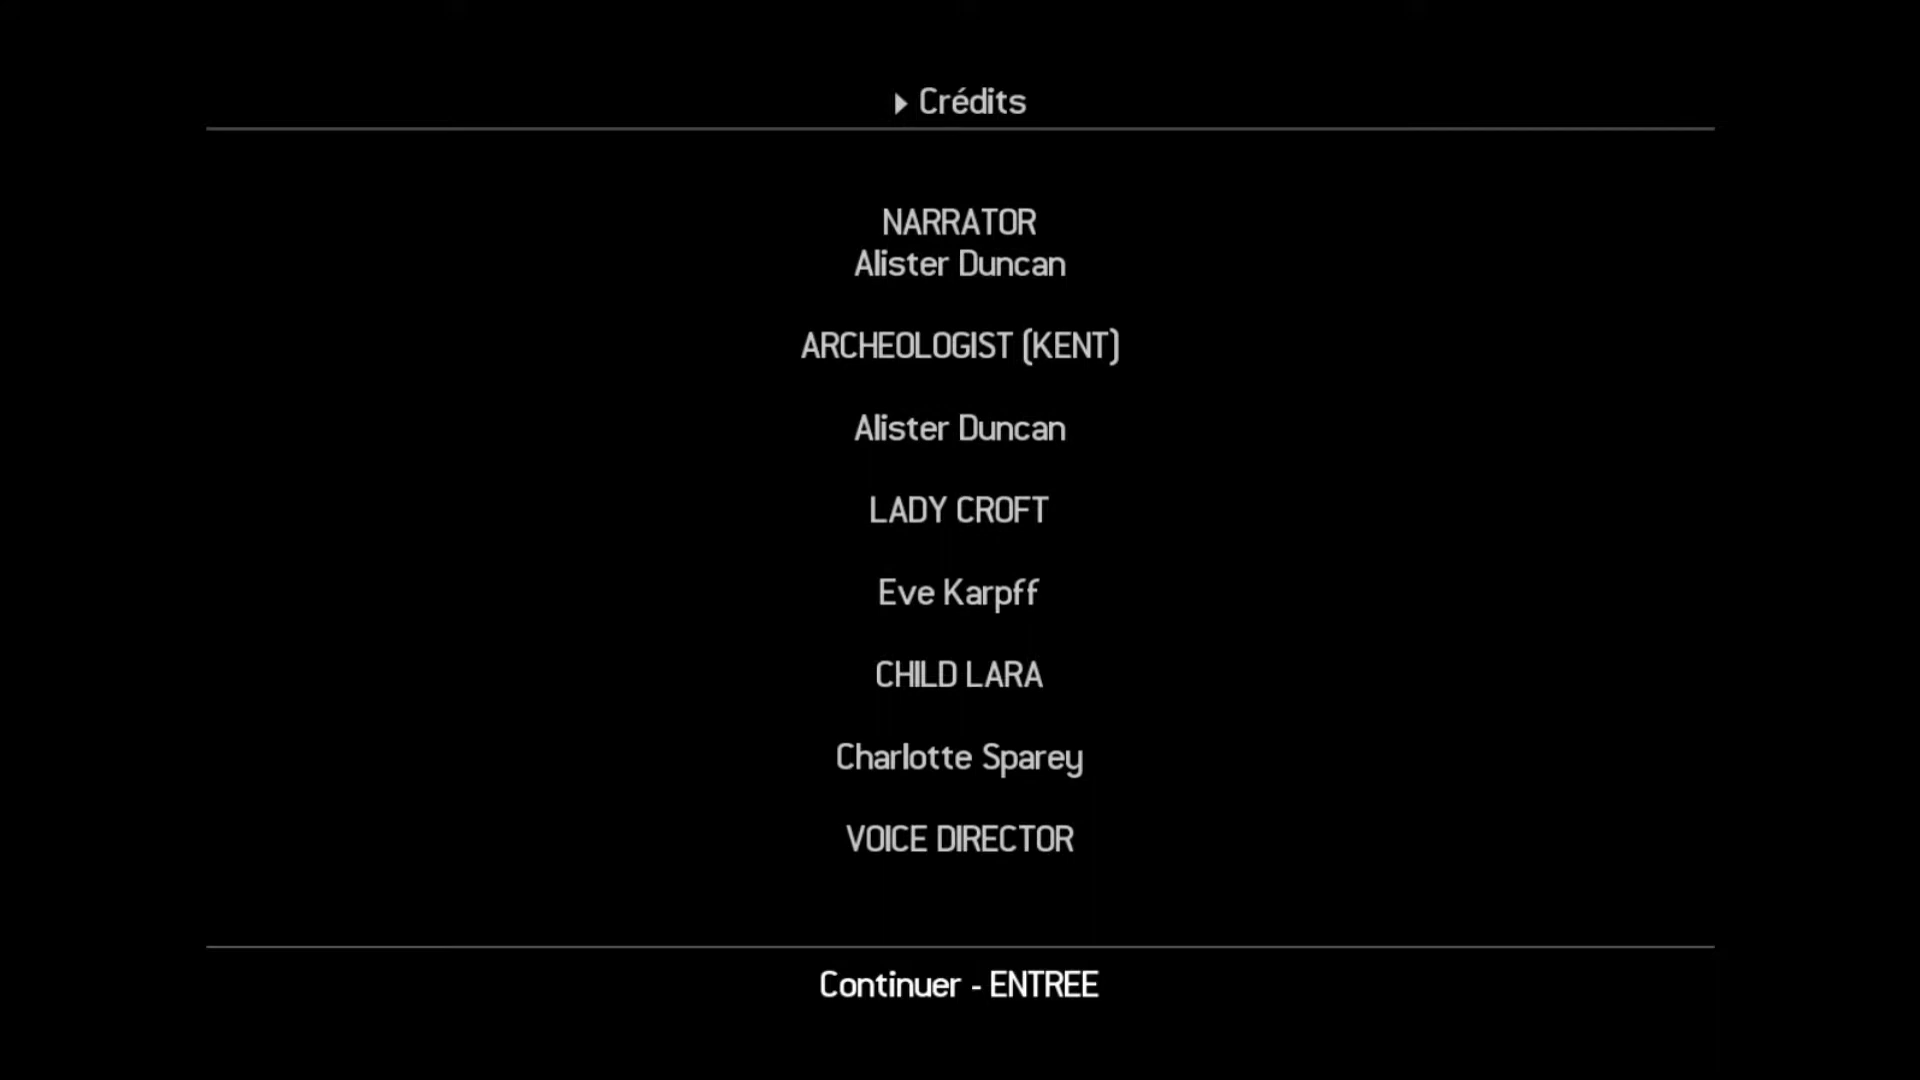 Crédits
NARRATOR
Alister Duncan
ARCHEOLOGIST (KENT)
Alister Duncan
LADY CROFT
Eve Karpff
CHILD LARA
Charlotte Sparey
VOICE DIRECTOR
Continuer - ENTREE